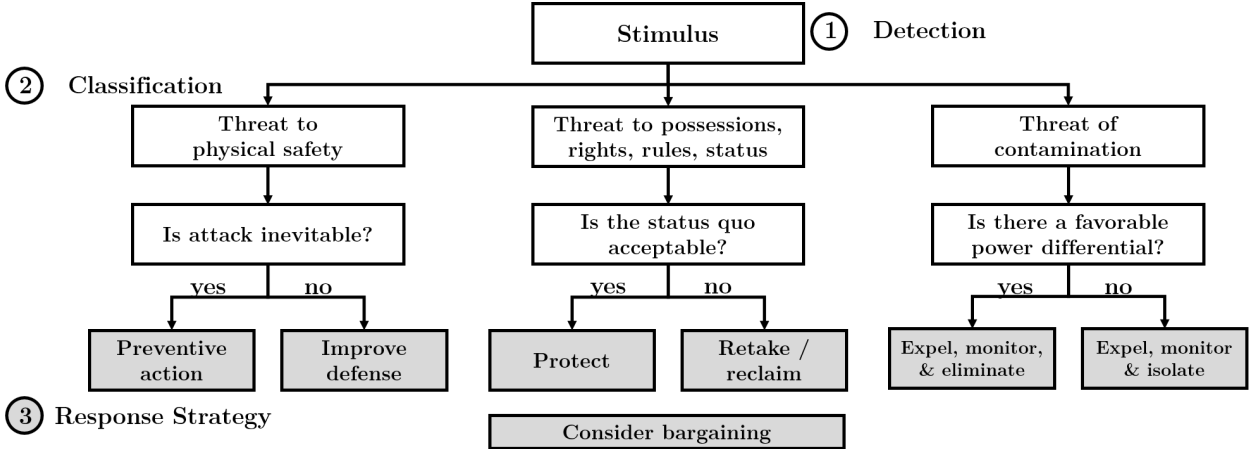 Stimulus
1 Detection
2 Classification
Threat to
physical safety
Threat to possessions,
rights, rules, status
Threat of
contamination
Is attack inevitable?
Is the status quo
acceptable?
Is there a favorable
power differential?
yes
no
yes
no
yes
no
Preventive
action
Improve
defense
Protect
Retake /
reclaim
Expel, monitor,
& eliminate
Expel, monitor
& isolate
3 Response Strategy
Consider bargaining